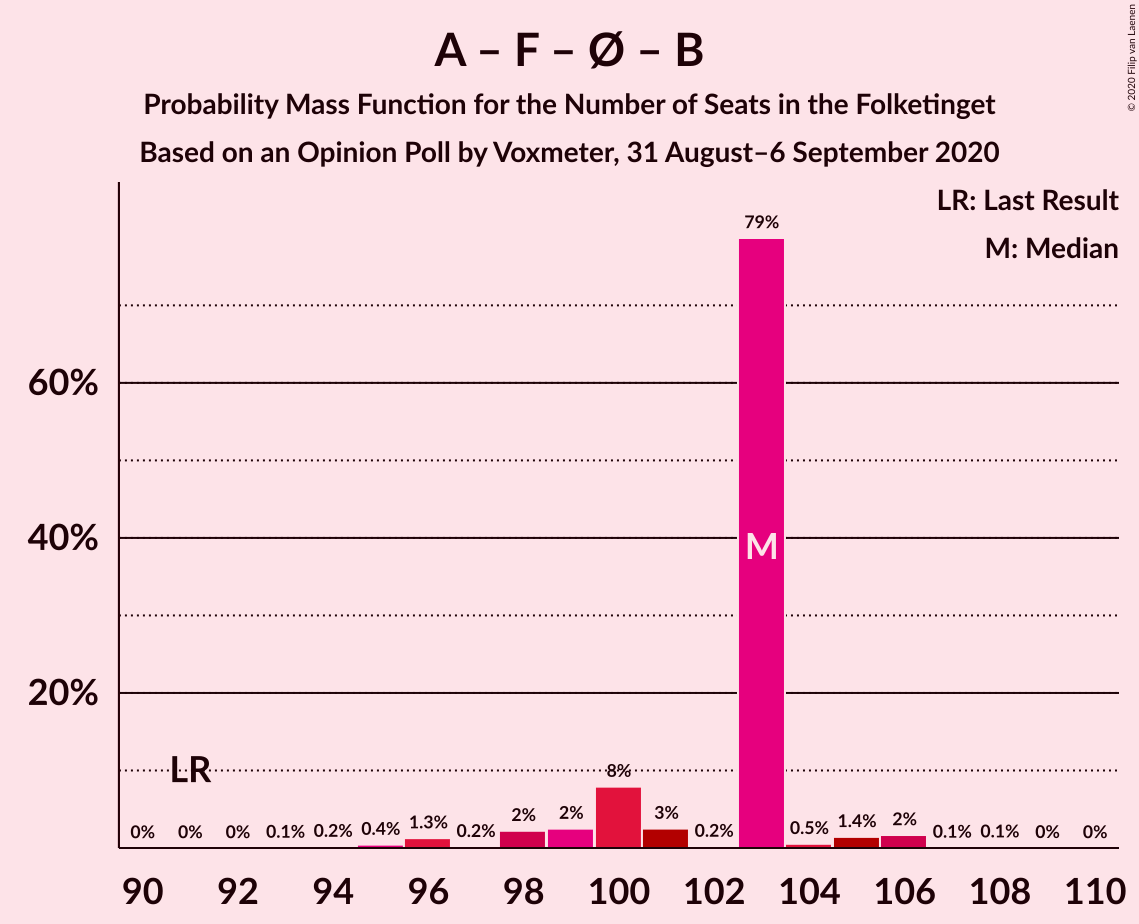 A – F – Ø – B
Probability Mass Function for the Number of Seats in the Folketinget
Based on an Opinion Poll by Voxmeter, 31 August–6 September 2020
© 2020 Filip van Laenen
LR: Last Result
M: Median
79%
60%
40%
M
20%
LR
0% 0% 0% 0.1% 0.2% 0.4% 1.3% 0.2% 2% 2% 8% 3% 0.2% 0.5% 1.4% 2% 0.1% 0.1% 0% 0%
90 92 94 96 98 100 102 104 106 108 110